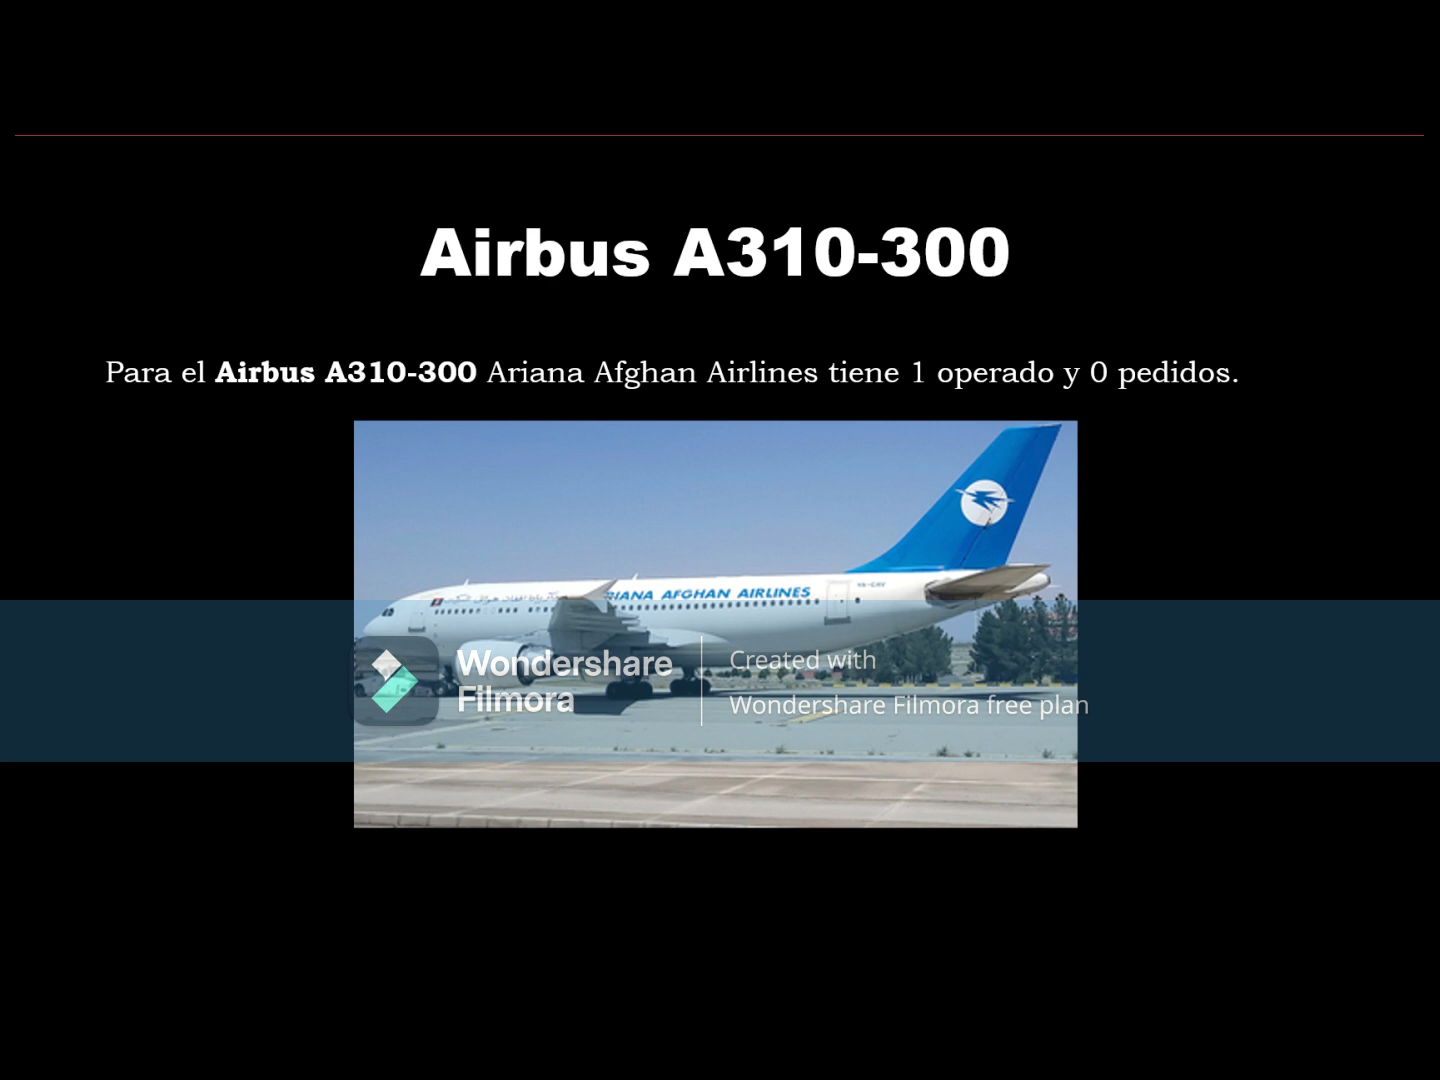 Airbus A310-300
Para el Airbus A310-300 Ariana Afghan Airlines tiene 1 operado y 0 pedidos.
AFGHAN AIRLINES
Wondershare
Filmora
Created with
Wondershare Filmora free plan